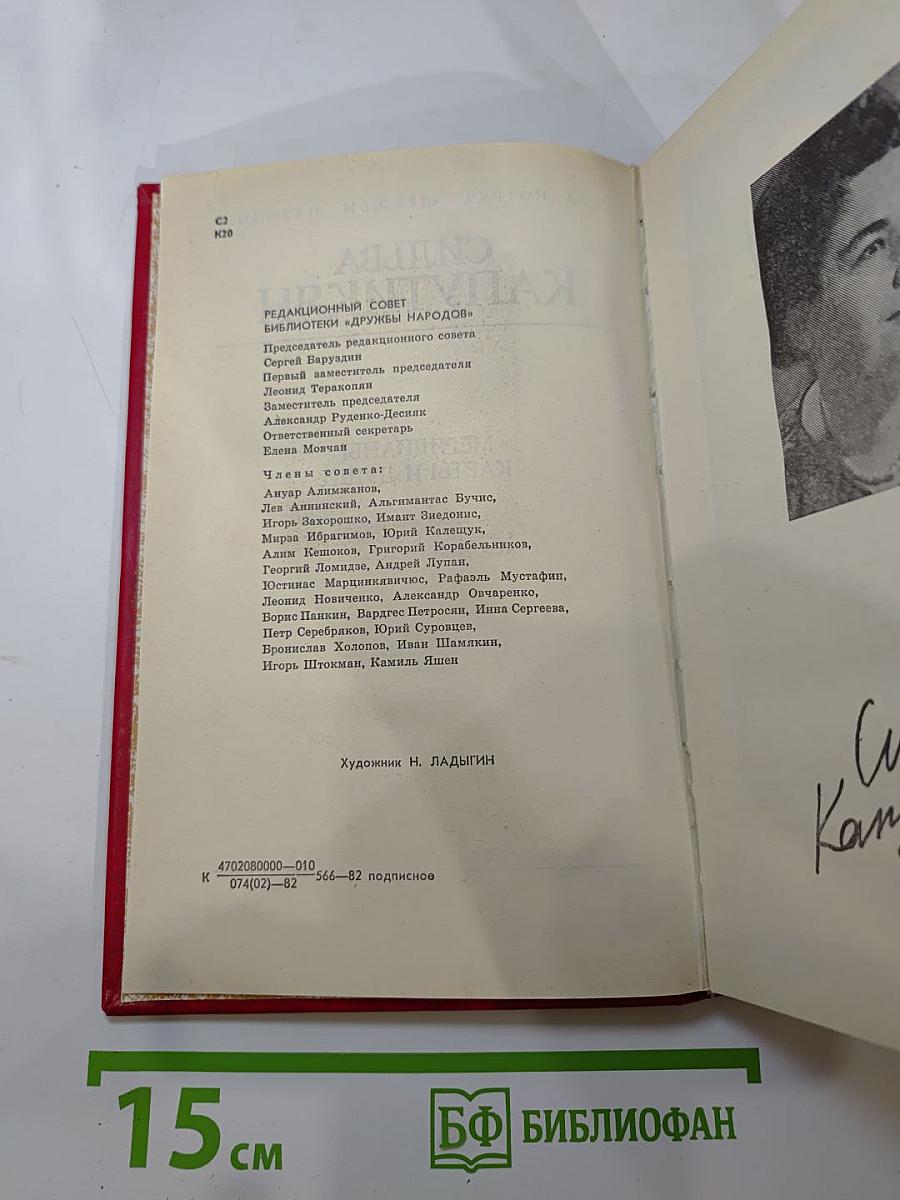 С2
К20
СИЛЬВА
КАПУТИКЯН
РЕДАКЦИОННЫЙ СОВЕТ
БИБЛИОТЕКИ «ДРУЖБЫ НАРОДОВ»
Председатель редакционного совета
Сергей Баруздин
Первый заместитель председателя
Леонид Теракопян
Заместитель председателя
Александр Руденко-Десняк
Ответственный секретарь
Елена Мовчан
Члены совета:
Ануар Алимжанов,
Лев Аннинский, Альгимантас Бучис,
Игорь Захорошко, Имант Зиедонис,
Мирза Ибрагимов, Юрий Калещук,
Алим Кешоков, Григорий Корабельников,
Георгий Ломидзе, Андрей Лупан,
Юстинас Марцинкявичюс, Рафаэль Мустафин,
Леонид Новиченко, Александр Овчаренко,
Борис Панкин, Вардгес Петросян, Инна Сергеева,
Петр Серебряков, Юрий Суровцев,
Бронислав Холопов, Иван Шамякин,
Игорь Штокман, Камиль Яшен
Художник Н. ЛАДЫГИН
К 4702080000—010
074(02)—82 566—82 подписное
15 см
БФ БИБЛИОФАН